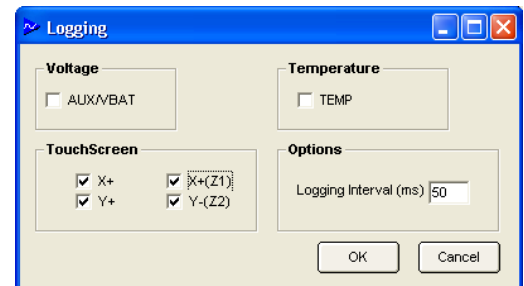 Logging
Voltage
AUX/VBAT
Temperature
TEMP
TouchScreen
X+
X+(Z1)
Y+
Y-(Z2)
Options
Logging Interval (ms) 50
OK
Cancel